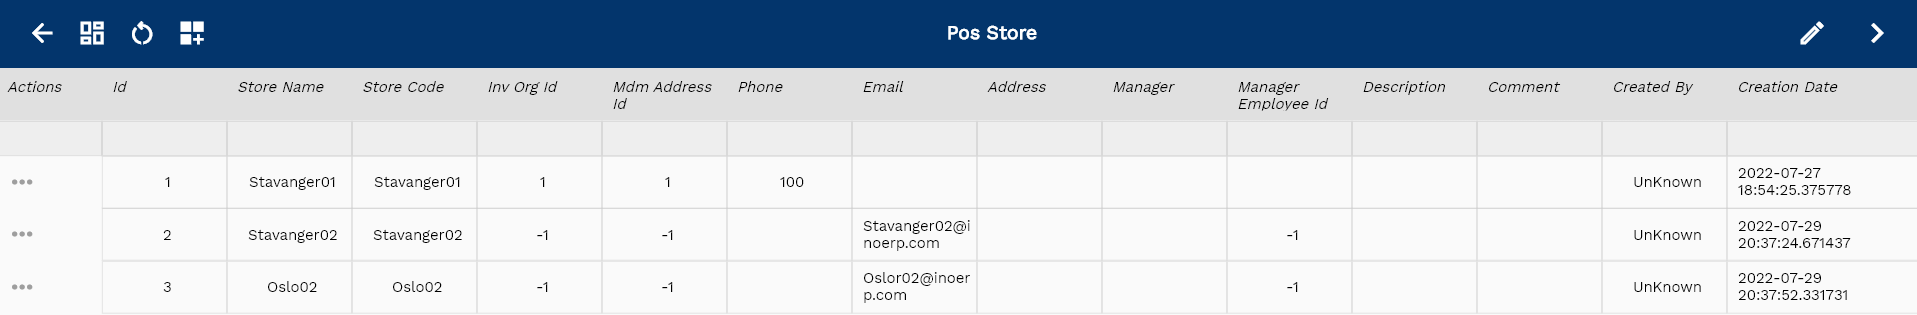 Pos Store
Actions Id Store Name Store Code Inv Org Id Mdm Address Id Phone Email Address Manager Manager Employee Id Description Comment Created By Creation Date
1 Stavanger01 Stavanger01 1 1 100 UnKnown 2022-07-27 18:54:25.375778
2 Stavanger02 Stavanger02 -1 -1 Stavanger02@inoerp.com -1 UnKnown 2022-07-29 20:37:24.671437
3 Oslo02 Oslo02 -1 -1 Oslor02@inoerp.com -1 UnKnown 2022-07-29 20:37:52.331731